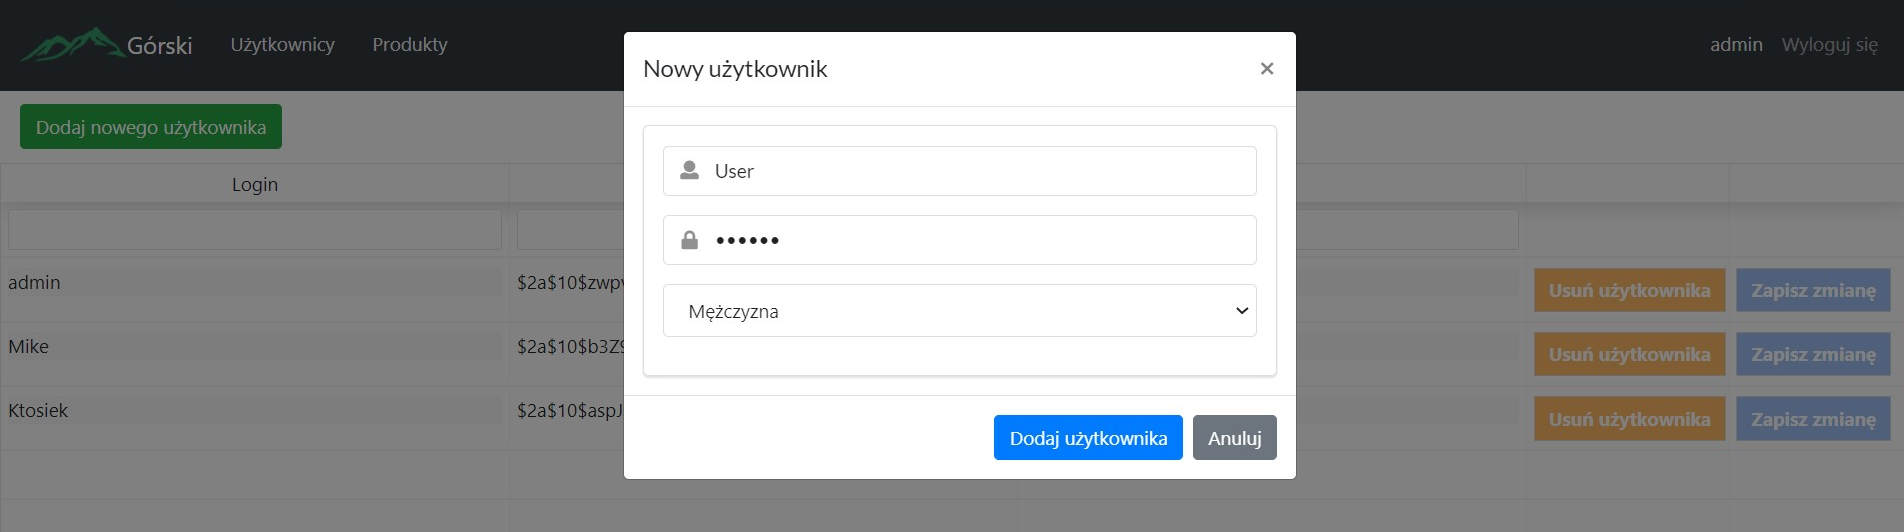 Górski Użytkownicy Produkty admin Wyloguj się
Nowy użytkownik ×
Dodaj nowego użytkownika
User
Login
••••••
admin $2a$10$zwp Usuń użytkownika Zapisz zmianę
Mężczyzna
Mike $2a$10$b3Z9 Usuń użytkownika Zapisz zmianę
Ktosiek $2a$10$aspJ Usuń użytkownika Zapisz zmianę
Dodaj użytkownika Anuluj